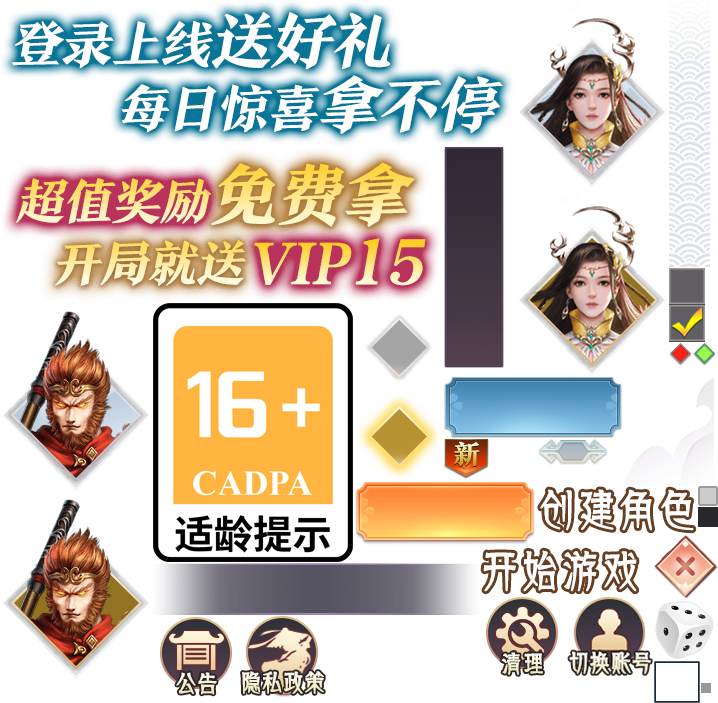 登录上线送好礼
每日惊喜拿不停
超值奖励免费拿
开局就送VIP15
16+
CADPA
适龄提示
新
创建角色
开始游戏
公告
隐私政策
清理
切换账号